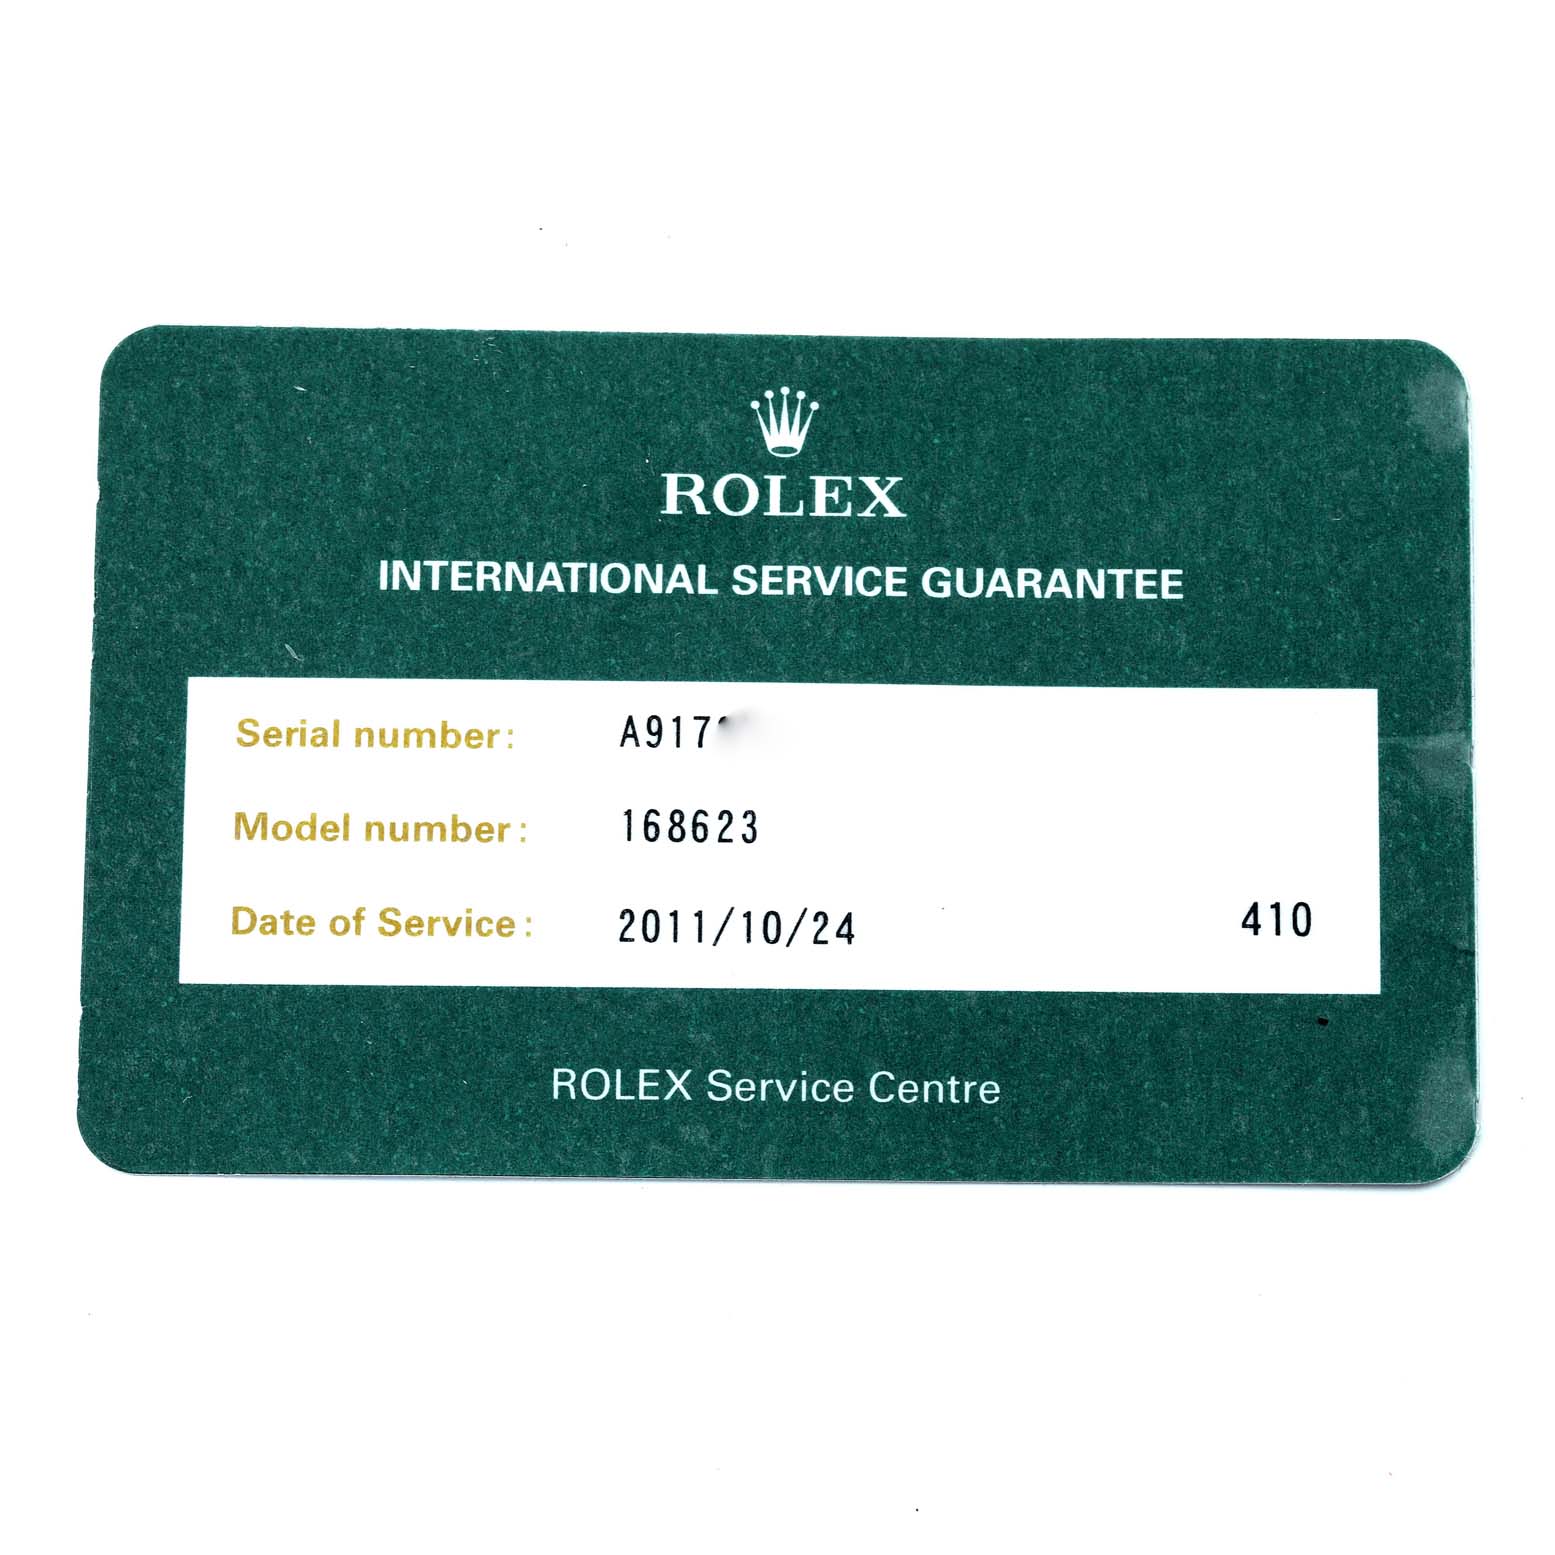 ROLEX
INTERNATIONAL SERVICE GUARANTEE
Serial number: A917
Model number: 168623
Date of Service: 2011/10/24 410
ROLEX Service Centre